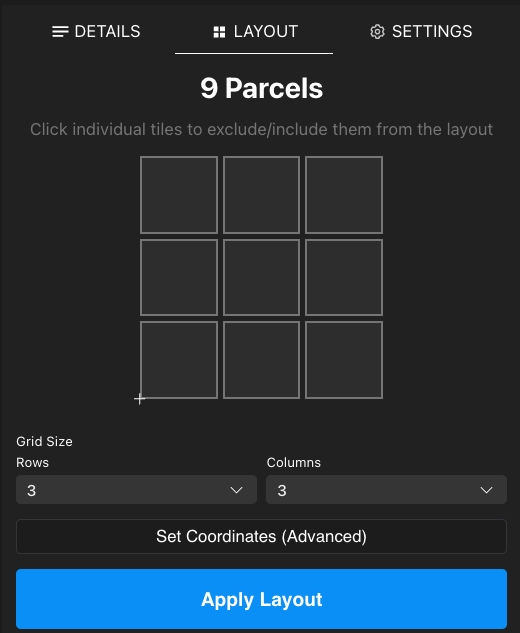 DETAILS LAYOUT SETTINGS
9 Parcels
Click individual tiles to exclude/include them from the layout
Grid Size
Rows Columns
3 3
Set Coordinates (Advanced)
Apply Layout